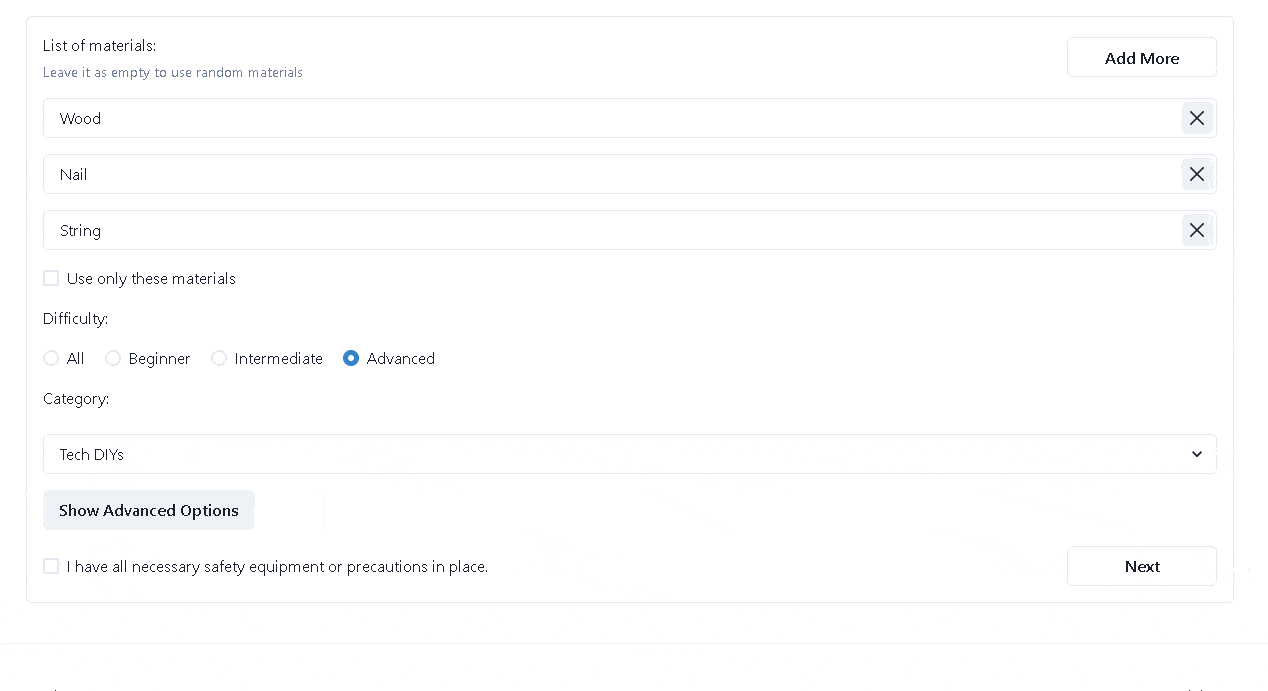 List of materials:
Add More
Leave it as empty to use random materials
Wood
Nail
String
Use only these materials
Difficulty:
All Beginner Intermediate Advanced
Category:
Tech DIYs
Show Advanced Options
I have all necessary safety equipment or precautions in place.
Next